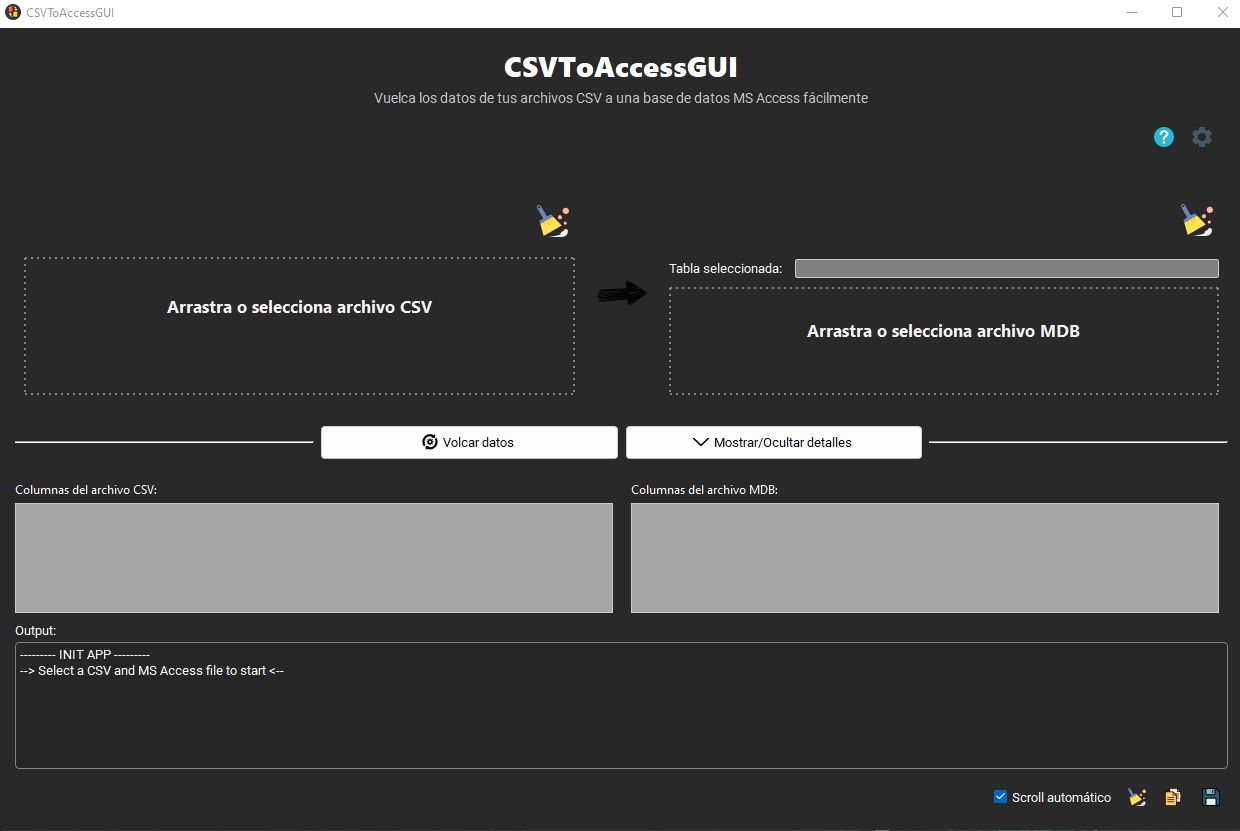 CSVToAccessGUI
CSVToAccessGUI
Vuelca los datos de tus archivos CSV a una base de datos MS Access fácilmente
?
Arrastra o selecciona archivo CSV
Tabla seleccionada:
Arrastra o selecciona archivo MDB
Volcar datos
Mostrar/Ocultar detalles
Columnas del archivo CSV:
Columnas del archivo MDB:
Output:
--------- INIT APP ---------
--> Select a CSV and MS Access file to start <--
Scroll automático